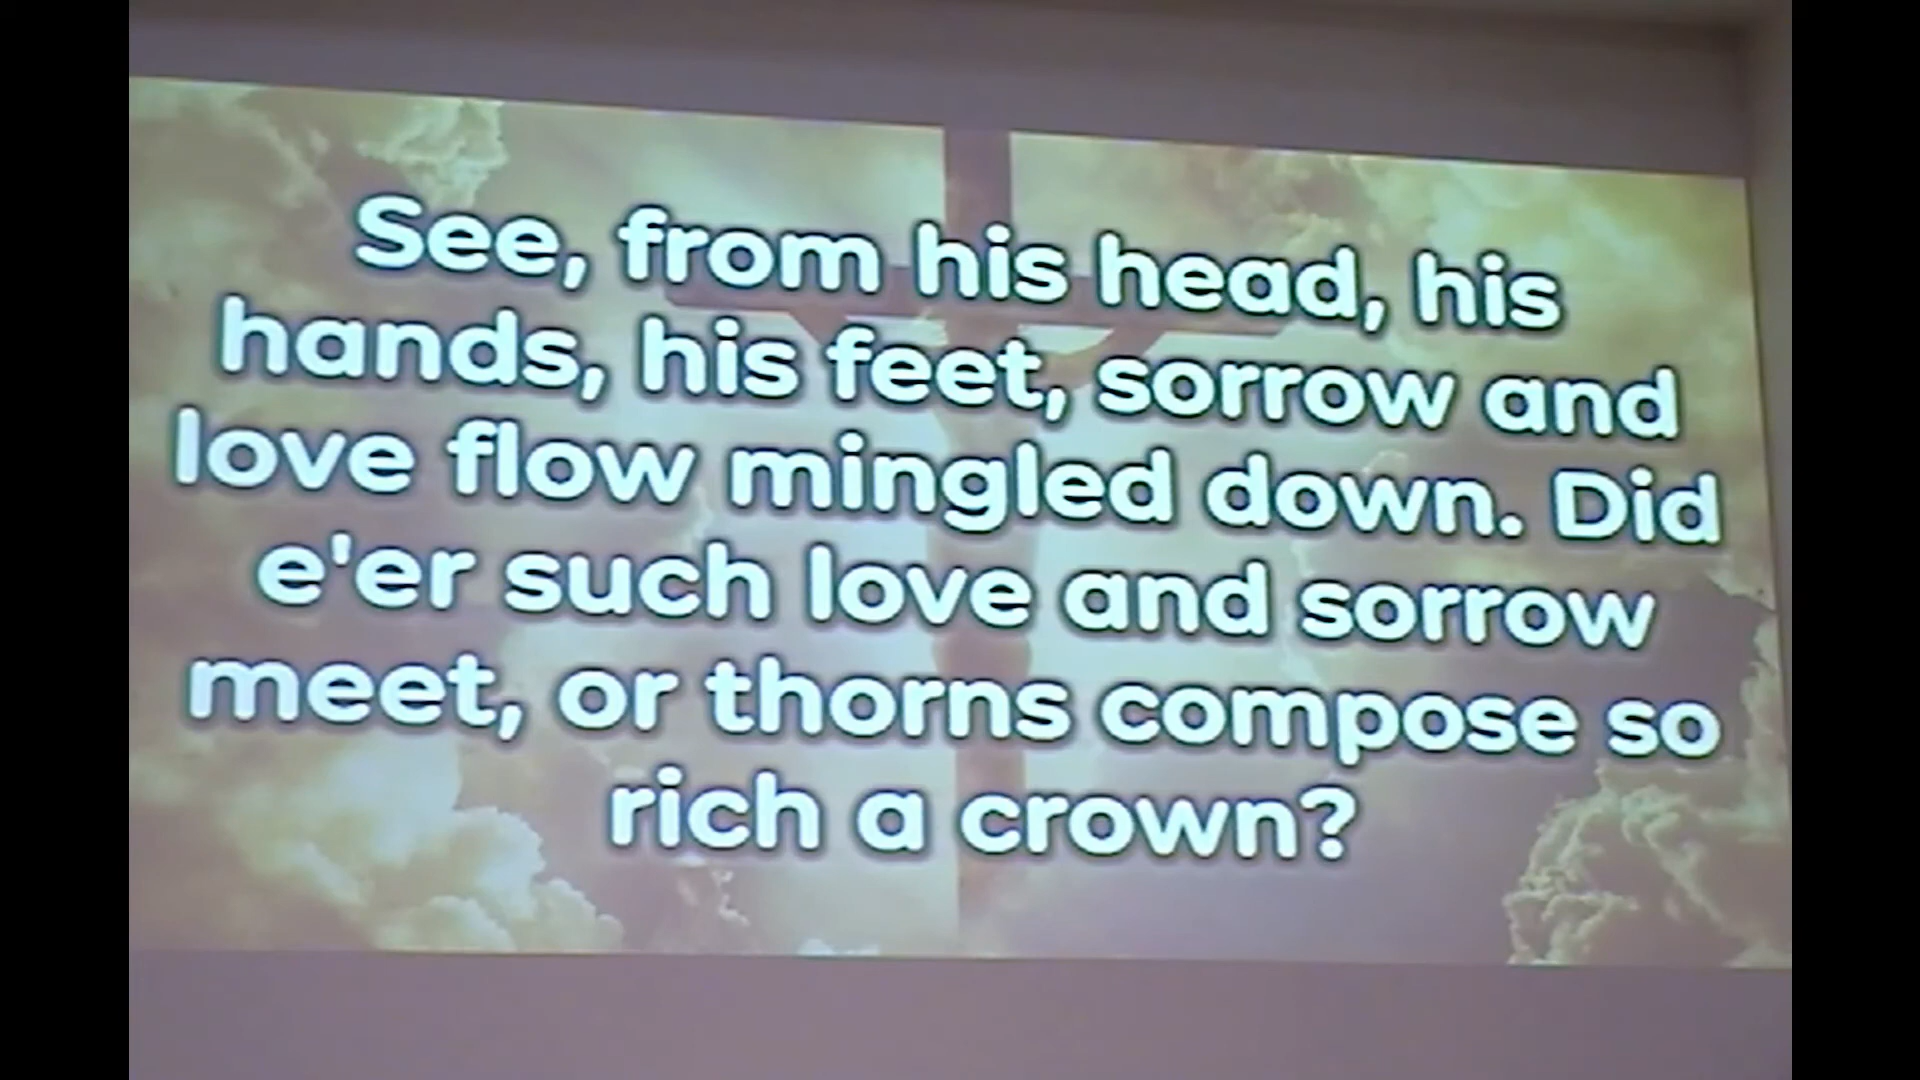 See, from his head, his
hands, his feet, sorrow and
love flow mingled down. Did
e'er such love and sorrow
meet, or thorns compose so
rich a crown?